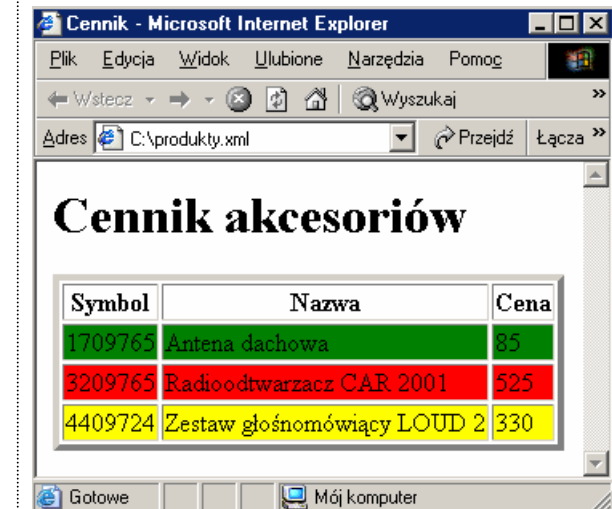 Cennik - Microsoft Internet Explorer
Plik Edycja Widok Ulubione Narzędzia Pomoc
Wstecz Wyszukaj »
Adres C:\produkty.xml Przejdź Łącza »
Cennik akcesoriów
Symbol Nazwa Cena
1709765 Antena dachowa 85
3209765 Radioodtwarzacz CAR 2001 525
4409724 Zestaw głośnomówiący LOUD 2 330
Gotowe Mój komputer